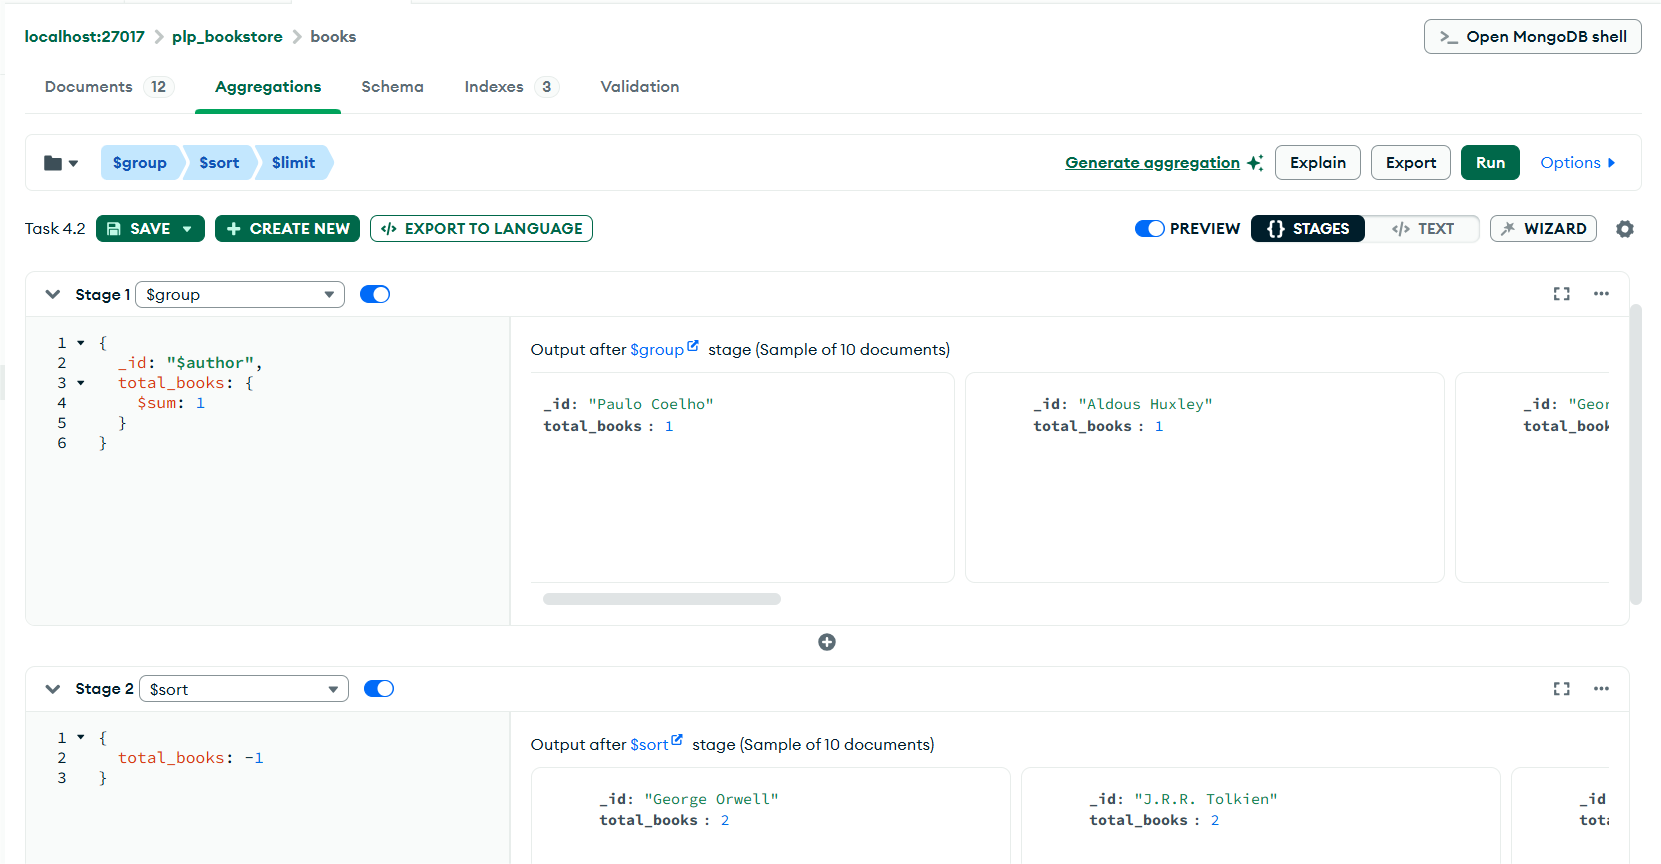 localhost:27017 > plp_bookstore > books
>_ Open MongoDB shell
Documents 12 Aggregations Schema Indexes 3 Validation
$group $sort $limit
Generate aggregation Explain Export Run Options
Task 4.2 SAVE CREATE NEW </> EXPORT TO LANGUAGE
PREVIEW {} STAGES </> TEXT WIZARD
Stage 1 $group
1 {
2 _id: "$author",
3 total_books: {
4 $sum: 1
5 }
6 }
Output after $group stage (Sample of 10 documents)
_id: "Paulo Coelho"
total_books : 1
_id: "Aldous Huxley"
total_books : 1
_id: "Geor
total_book
Stage 2 $sort
1 {
2 total_books: -1
3 }
Output after $sort stage (Sample of 10 documents)
_id: "George Orwell"
total_books : 2
_id: "J.R.R. Tolkien"
total_books : 2
_id
tota